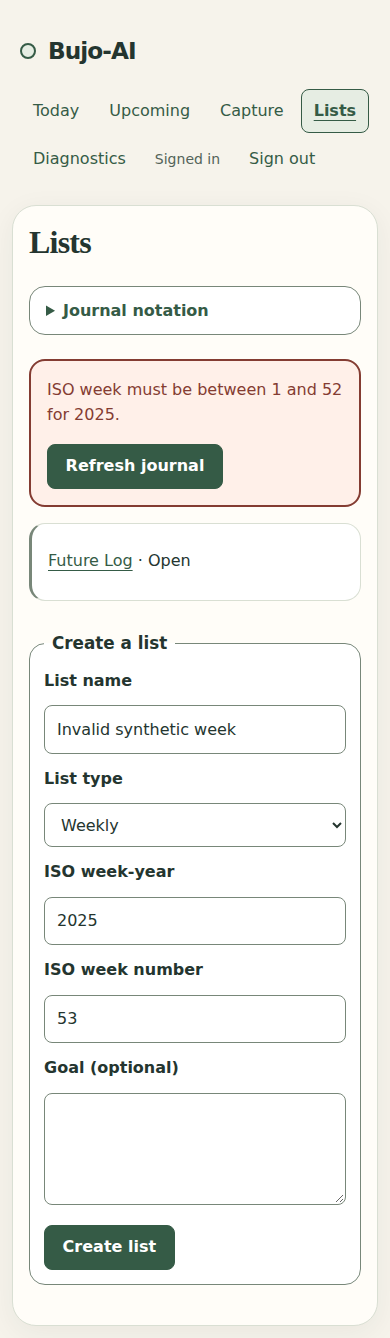 Bujo-AI
Today Upcoming Capture Lists
Diagnostics Signed in Sign out
Lists
Journal notation
ISO week must be between 1 and 52
for 2025.
Refresh journal
Future Log · Open
Create a list
List name
Invalid synthetic week
List type
Weekly
ISO week-year
2025
ISO week number
53
Goal (optional)
Create list